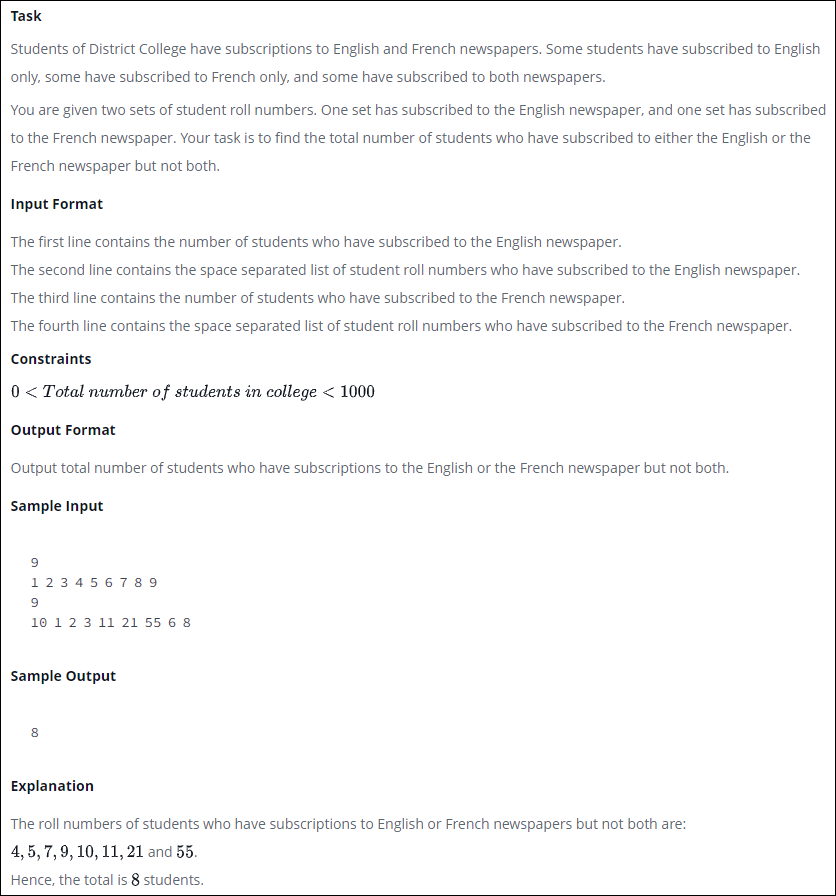 Task
Students of District College have subscriptions to English and French newspapers. Some students have subscribed to English
only, some have subscribed to French only, and some have subscribed to both newspapers.
You are given two sets of student roll numbers. One set has subscribed to the English newspaper, and one set has subscribed
to the French newspaper. Your task is to find the total number of students who have subscribed to either the English or the
French newspaper but not both.
Input Format
The first line contains the number of students who have subscribed to the English newspaper.
The second line contains the space separated list of student roll numbers who have subscribed to the English newspaper.
The third line contains the number of students who have subscribed to the French newspaper.
The fourth line contains the space separated list of student roll numbers who have subscribed to the French newspaper.
Constraints
0 < Total number of students in college < 1000
Output Format
Output total number of students who have subscriptions to the English or the French newspaper but not both.
Sample Input
9
1 2 3 4 5 6 7 8 9
9
10 1 2 3 11 21 55 6 8
Sample Output
8
Explanation
The roll numbers of students who have subscriptions to English or French newspapers but not both are:
4, 5, 7, 9, 10, 11, 21 and 55.
Hence, the total is 8 students.